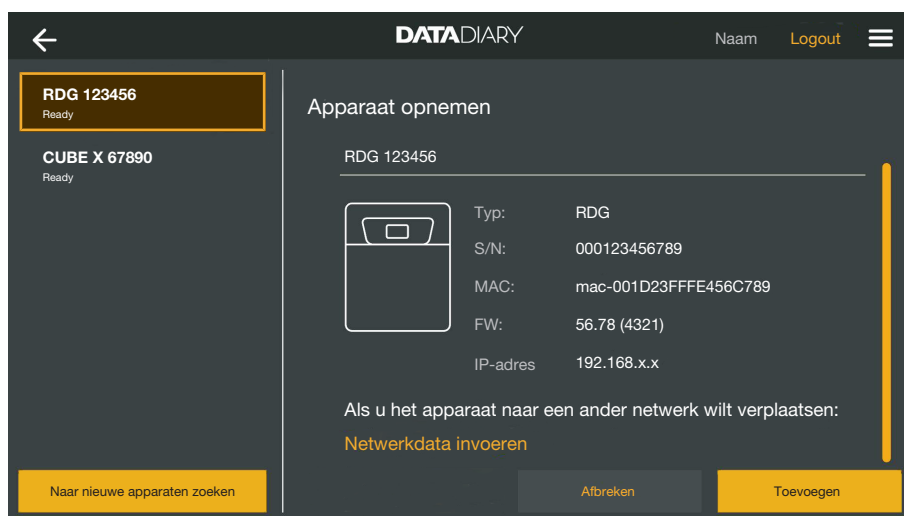 DATADIARY
Naam Logout
RDG 123456
Ready
CUBE X 67890
Ready
Naar nieuwe apparaten zoeken
Apparaat opnemen
RDG 123456
Typ: RDG
S/N: 000123456789
MAC: mac-001D23FFFE456C789
FW: 56.78 (4321)
IP-adres 192.168.x.x
Als u het apparaat naar een ander netwerk wilt verplaatsen:
Netwerkdata invoeren
Afbreken Toevoegen